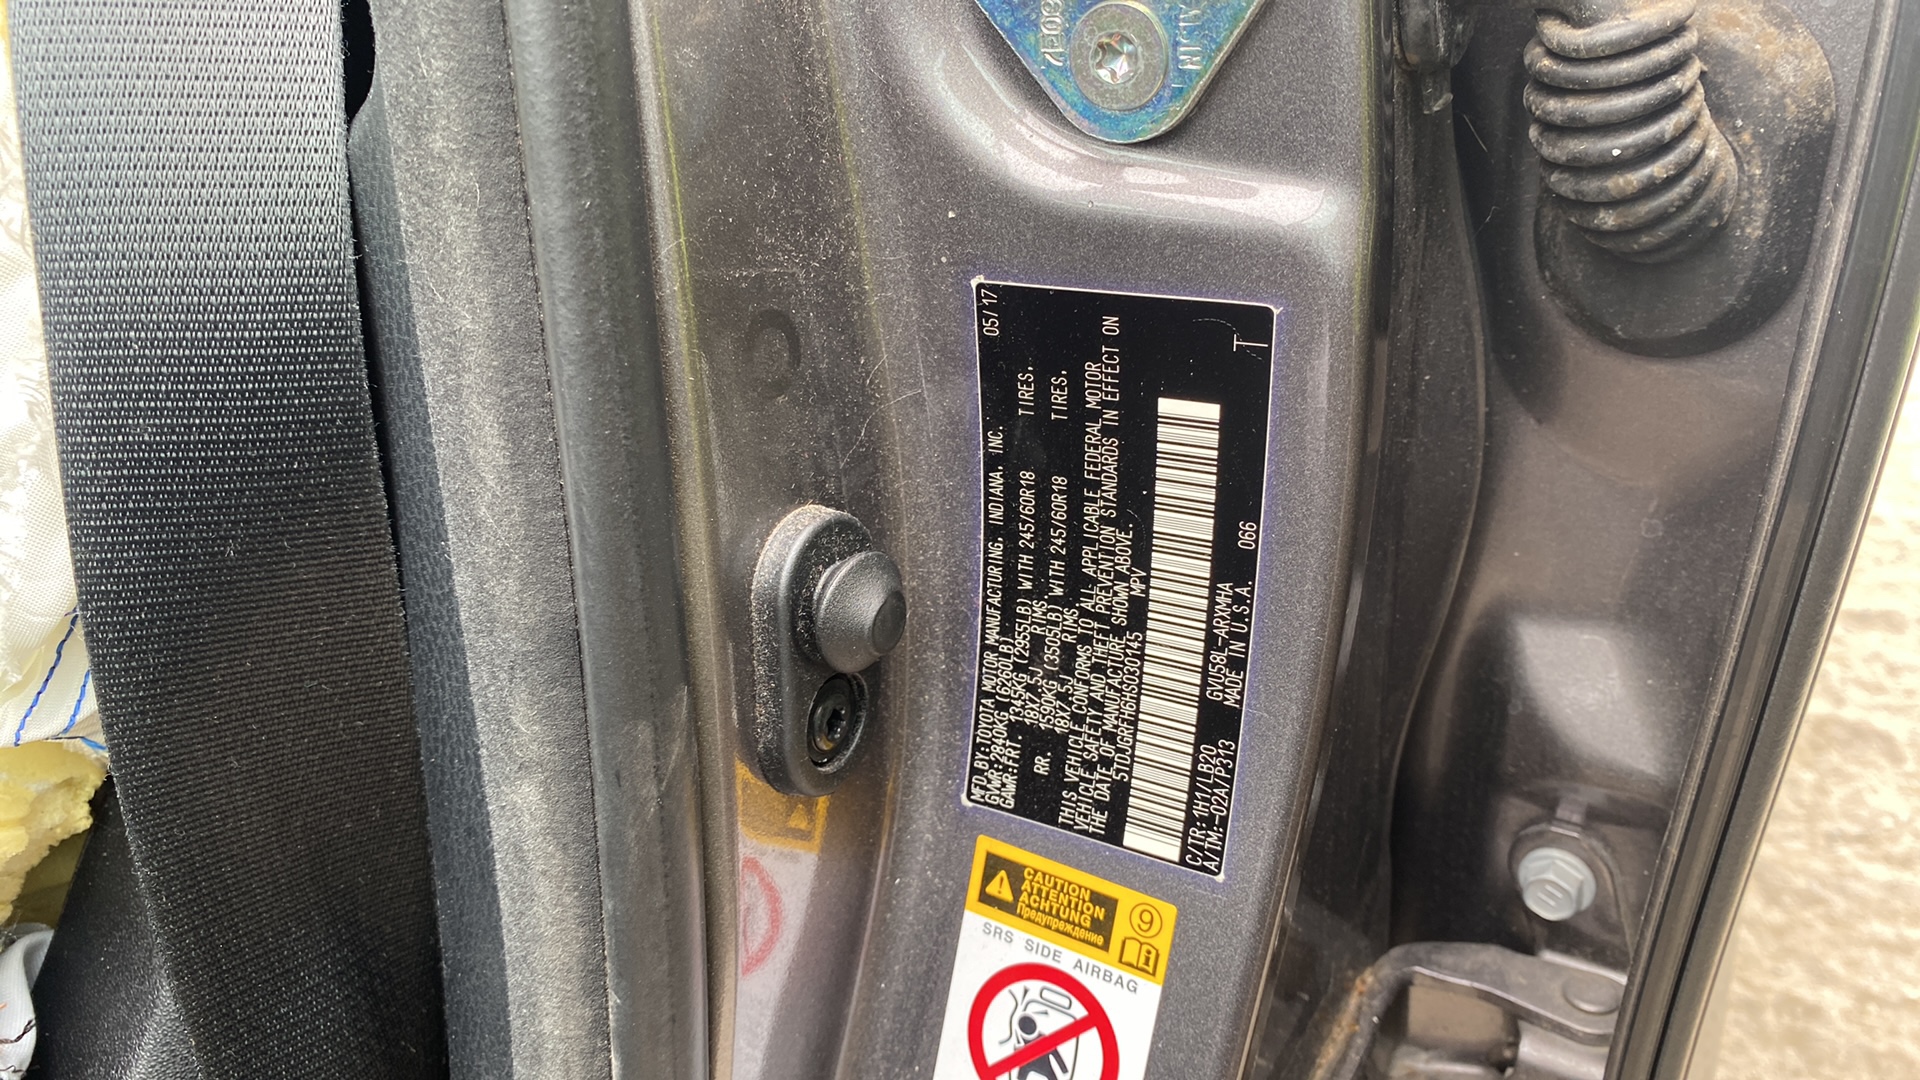 MFD.BY:TOYOTA MOTOR MANUFACTURING, INDIANA, INC. 05/17
GVWR:2840KG (6260LB)
GAWR:FRT. 1345KG (2955LB) WITH 245/60R18 TIRES,
18X7.5J RIMS
RR. 1590KG (3505LB) WITH 245/60R18 TIRES,
18X7.5J RIMS,
THIS VEHICLE CONFORMS TO ALL APPLICABLE FEDERAL MOTOR
VEHICLE SAFETY AND THEFT PREVENTION STANDARDS IN EFFECT ON
THE DATE OF MANUFACTURE SHOWN ABOVE.
5TDJGRFH6HS030145 MPV
C/TR:1H1/LB20 GVU58L-ARXMHA 066 T
A/TM:-02A/P313 MADE IN U.S.A.
CAUTION
ATTENTION
ACHTUNG
Предупреждение
9
SRS SIDE AIRBAG